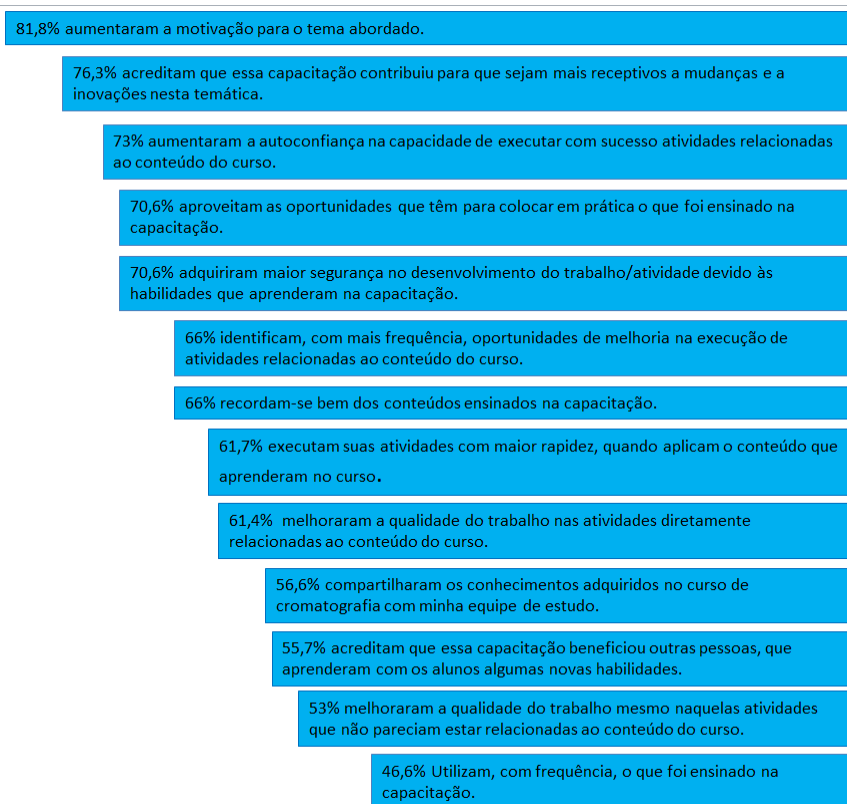 81,8% aumentaram a motivação para o tema abordado.
76,3% acreditam que essa capacitação contribuiu para que sejam mais receptivos a mudanças e a
inovações nesta temática.
73% aumentaram a autoconfiança na capacidade de executar com sucesso atividades relacionadas
ao conteúdo do curso.
70,6% aproveitam as oportunidades que têm para colocar em prática o que foi ensinado na
capacitação.
70,6% adquiriram maior segurança no desenvolvimento do trabalho/atividade devido às
habilidades que aprenderam na capacitação.
66% identificam, com mais frequência, oportunidades de melhoria na execução de
atividades relacionadas ao conteúdo do curso.
66% recordam-se bem dos conteúdos ensinados na capacitação.
61,7% executam suas atividades com maior rapidez, quando aplicam o conteúdo que
aprenderam no curso.
61,4% melhoraram a qualidade do trabalho nas atividades diretamente
relacionadas ao conteúdo do curso.
56,6% compartilharam os conhecimentos adquiridos no curso de
cromatografia com minha equipe de estudo.
55,7% acreditam que essa capacitação beneficiou outras pessoas, que
aprenderam com os alunos algumas novas habilidades.
53% melhoraram a qualidade do trabalho mesmo naquelas atividades
que não pareciam estar relacionadas ao conteúdo do curso.
46,6% Utilizam, com frequência, o que foi ensinado na
capacitação.